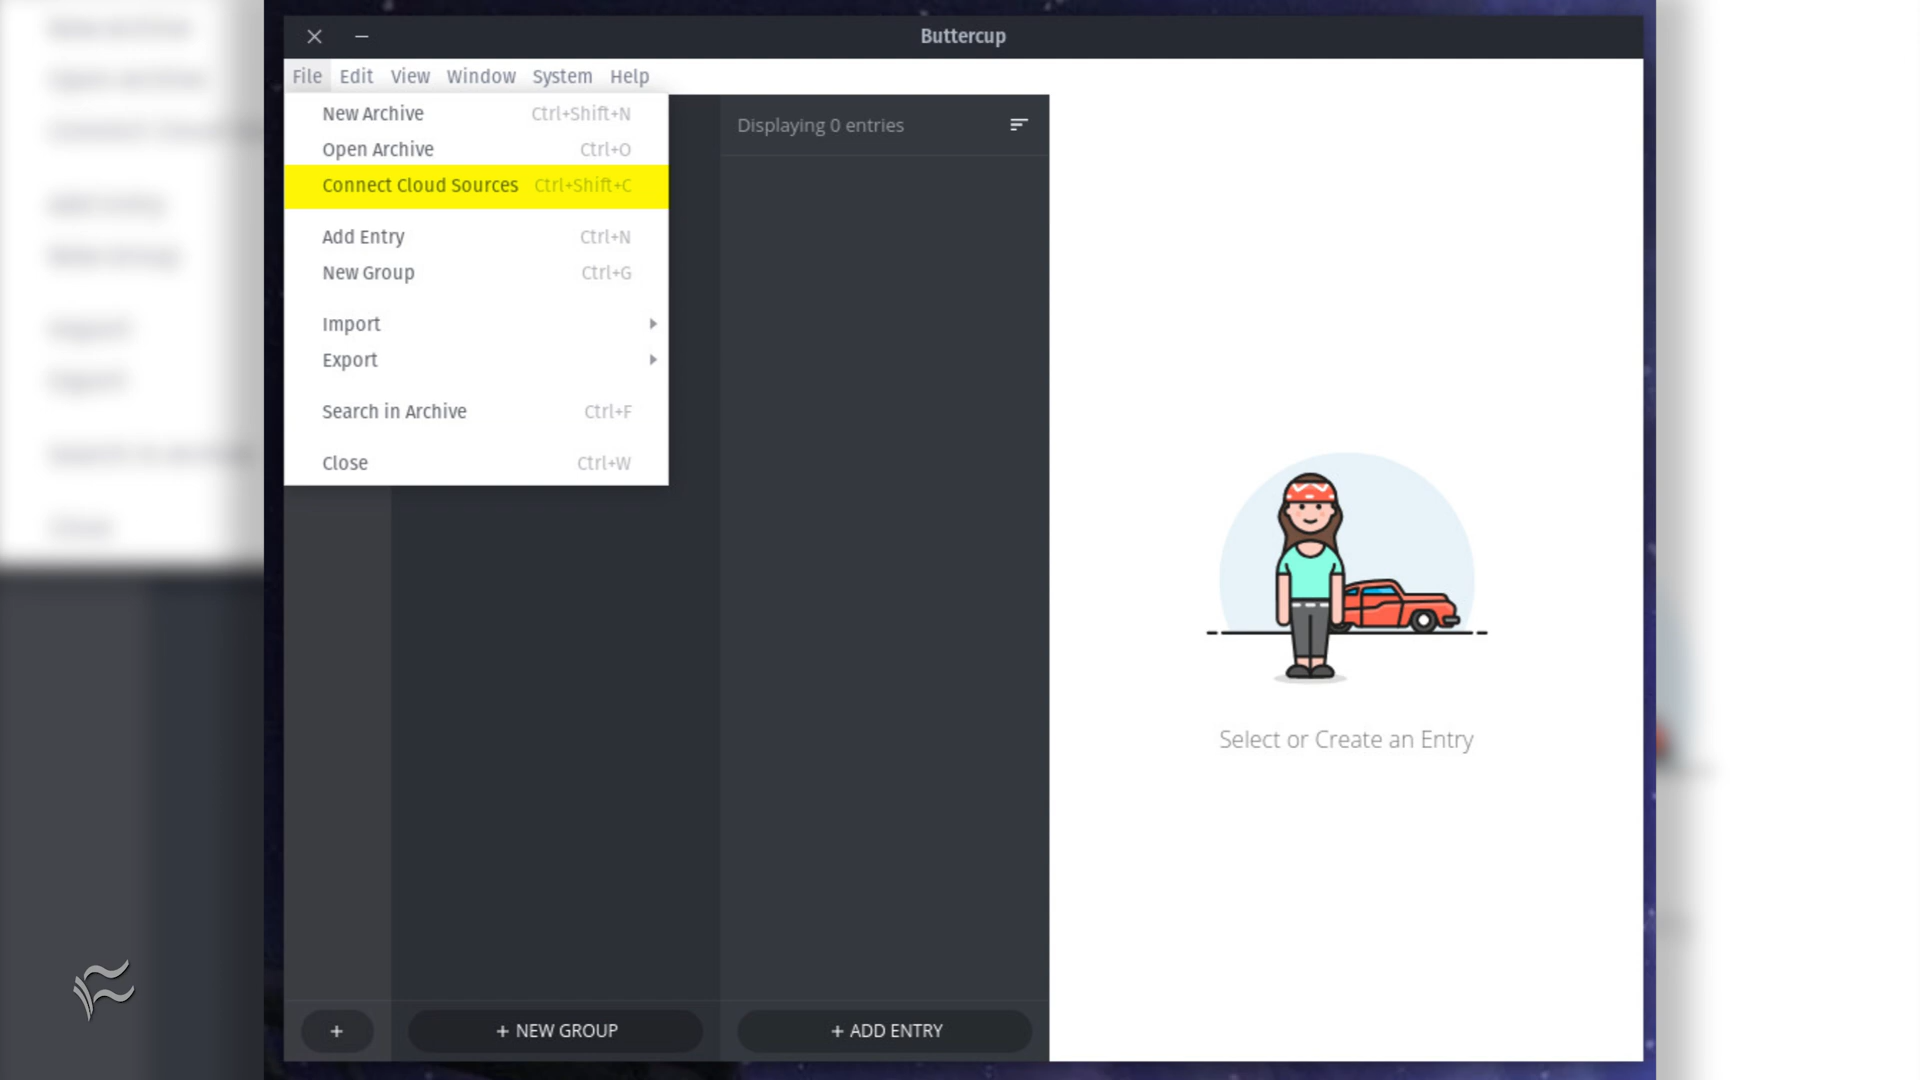 Buttercup
File Edit View Window System Help
New Archive Ctrl+Shift+N
Open Archive Ctrl+O
Connect Cloud Sources Ctrl+Shift+C
Add Entry Ctrl+N
New Group Ctrl+G
Import
Export
Search in Archive Ctrl+F
Close Ctrl+W
Displaying 0 entries
Select or Create an Entry
+
+ NEW GROUP
+ ADD ENTRY